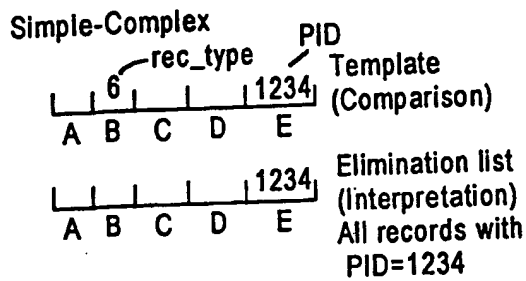 Simple-Complex
PID
6 rec_type
1234 Template
A B C D E (Comparison)
1234 Elimination list
A B C D E (Interpretation)
All records with
PID=1234